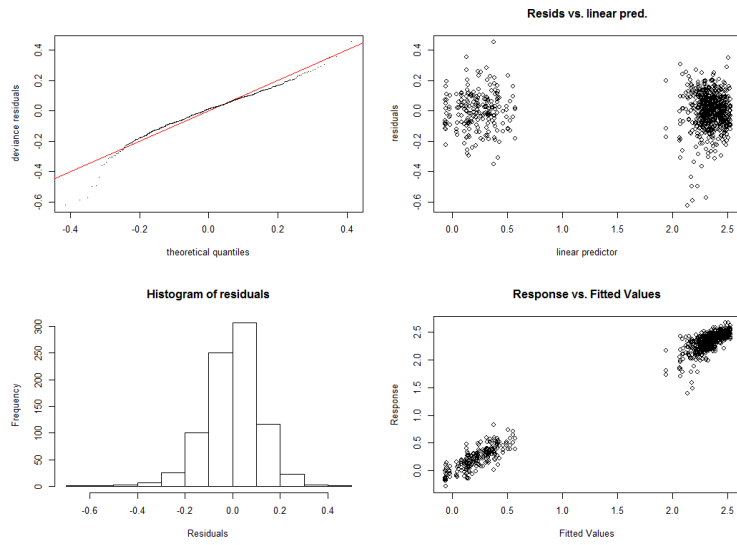 Resids vs. linear pred.
deviance residuals
-0.6 -0.4 -0.2 0.0 0.2 0.4
-0.4 -0.2 0.0 0.2 0.4
theoretical quantiles
residuals
-0.6 -0.4 -0.2 0.0 0.2 0.4
0.0 0.5 1.0 1.5 2.0 2.5
linear predictor
Histogram of residuals
Frequency
0 50 100 150 200 250 300
-0.6 -0.4 -0.2 0.0 0.2 0.4
Residuals
Response vs. Fitted Values
Response
0.0 0.5 1.0 1.5 2.0 2.5
0.0 0.5 1.0 1.5 2.0 2.5
Fitted Values